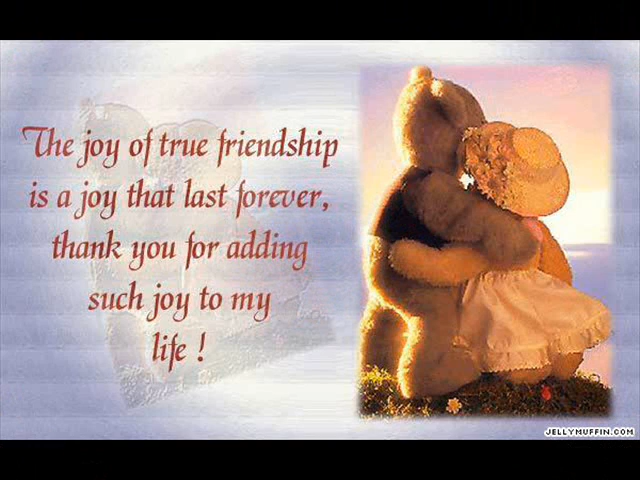 The joy of true friendship
is a joy that last forever,
thank you for adding
such joy to my
life !
JELLYMUFFIN.COM